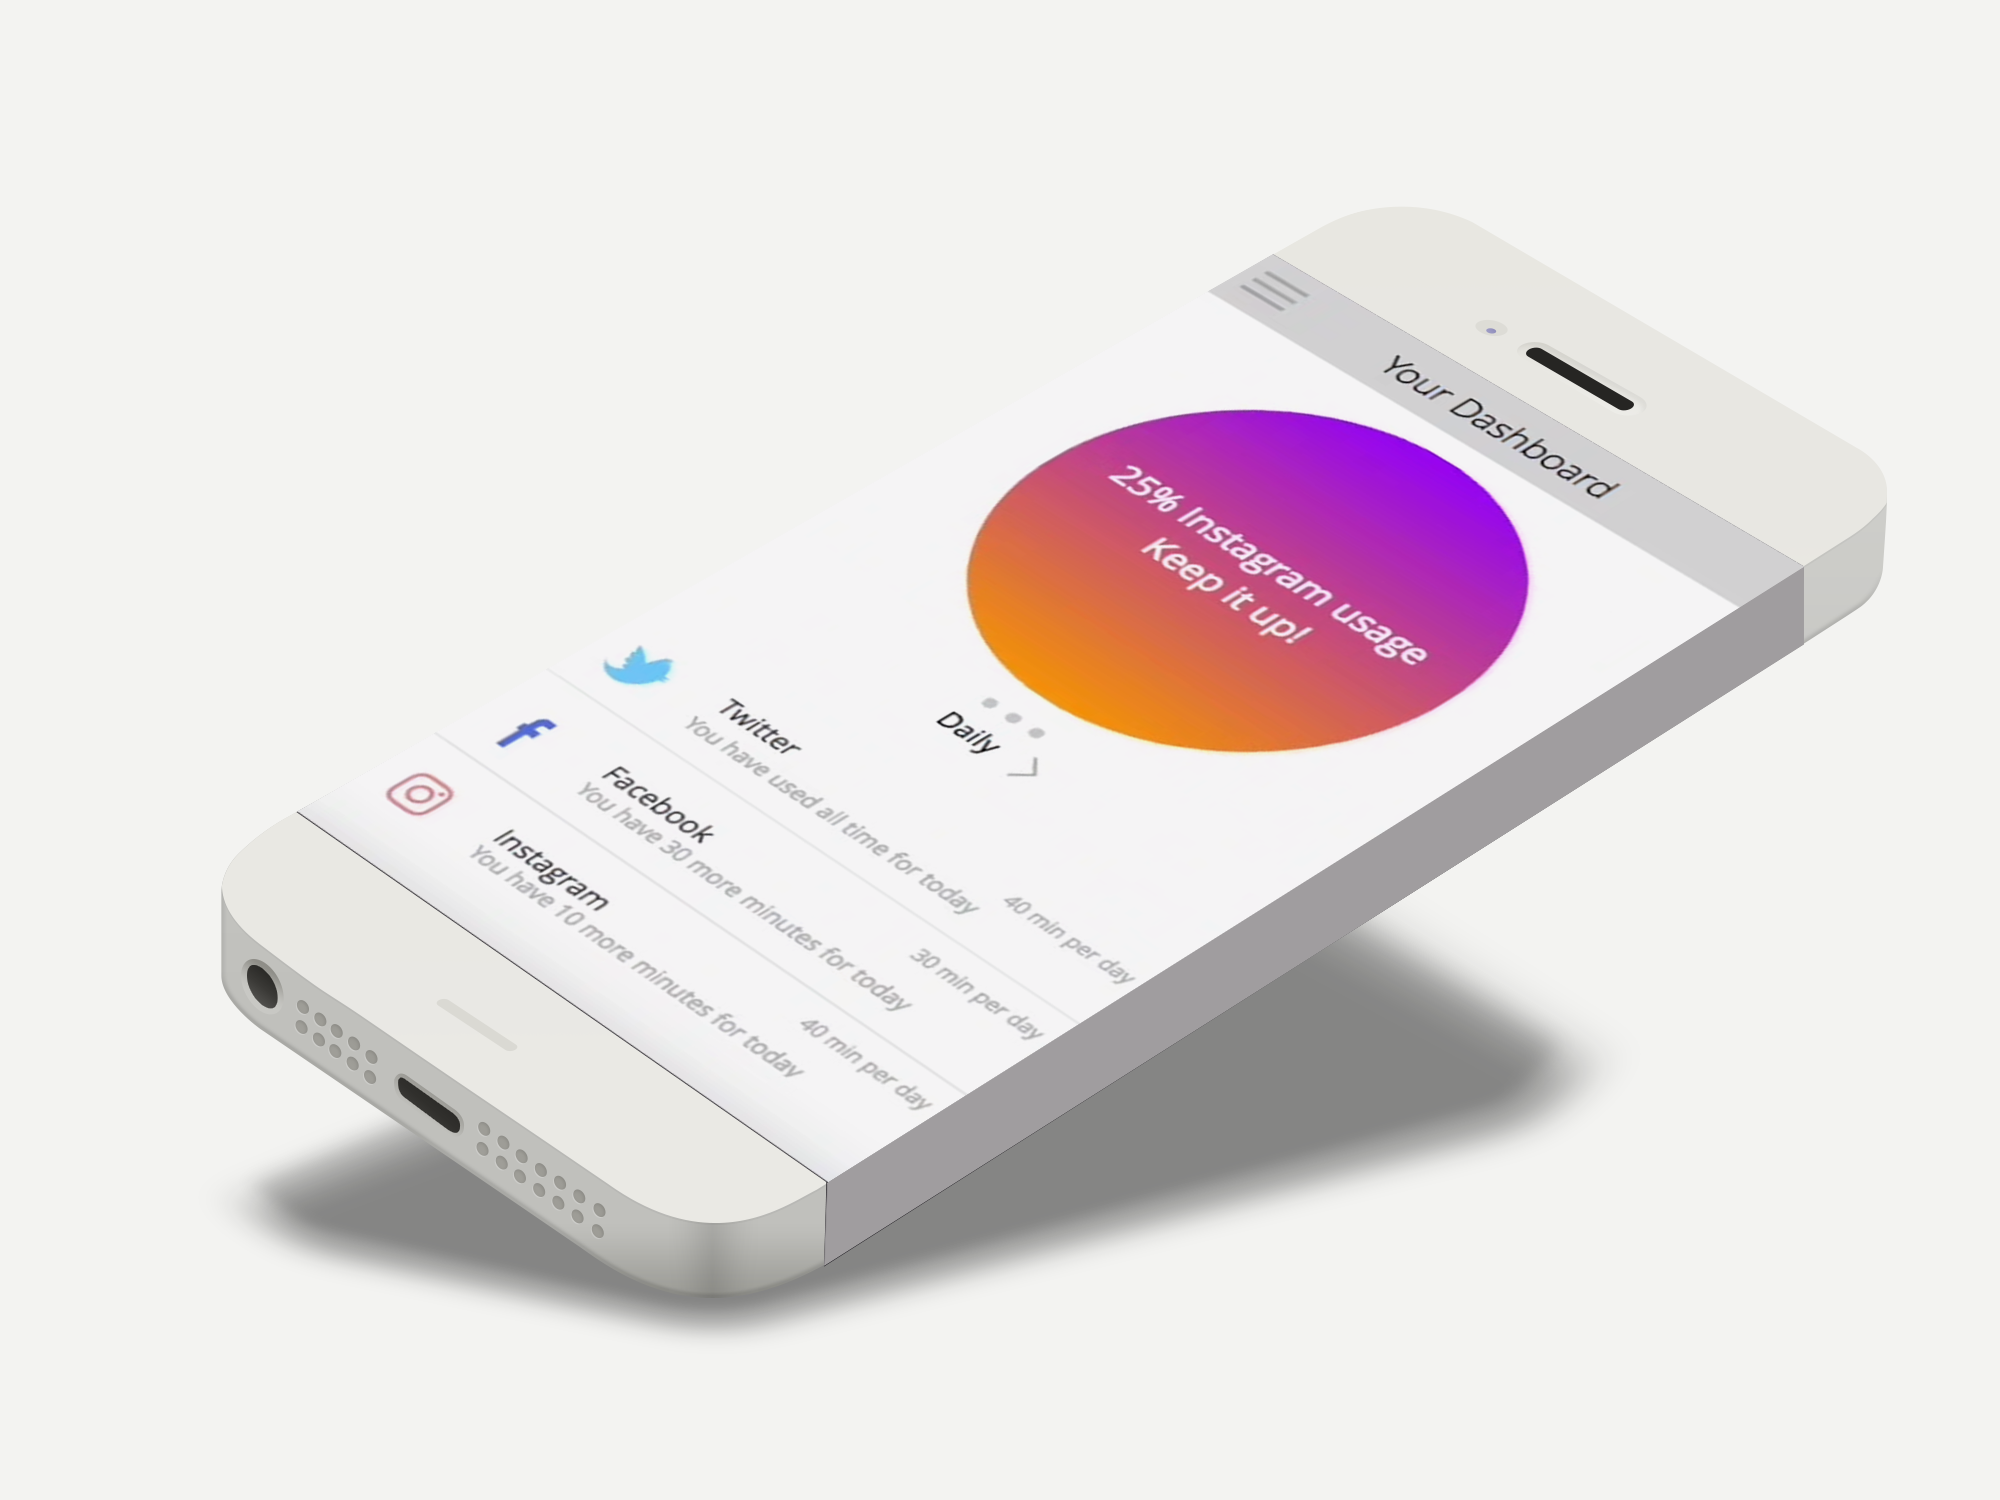 Your Dashboard
25% Instagram usage
Keep it up!
Daily
Twitter
You have used all time for today
40 min per day
Facebook
You have 30 more minutes for today
30 min per day
Instagram
You have 10 more minutes for today
40 min per day